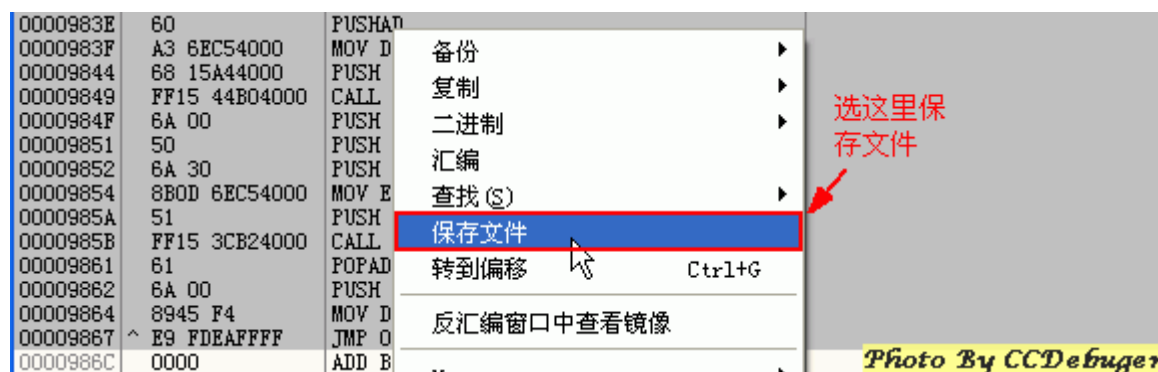 0000983E 60 PUSHAD
0000983F A3 6EC54000 MOV D
00009844 68 15A44000 PUSH
00009849 FF15 44B04000 CALL
0000984F 6A 00 PUSH
00009851 50 PUSH
00009852 6A 30 PUSH
00009854 8B0D 6EC54000 MOV E
0000985A 51 PUSH
0000985B FF15 3CB24000 CALL
00009861 61 POPAD
00009862 6A 00 PUSH
00009864 8945 F4 MOV D
00009867 ^ E9 FDEAFFFF JMP 0
0000986C 0000 ADD B
备份
复制
二进制
汇编
查找(S)
保存文件
转到偏移 Ctrl+G
反汇编窗口中查看镜像
选这里保
存文件
Photo By CCDebuger